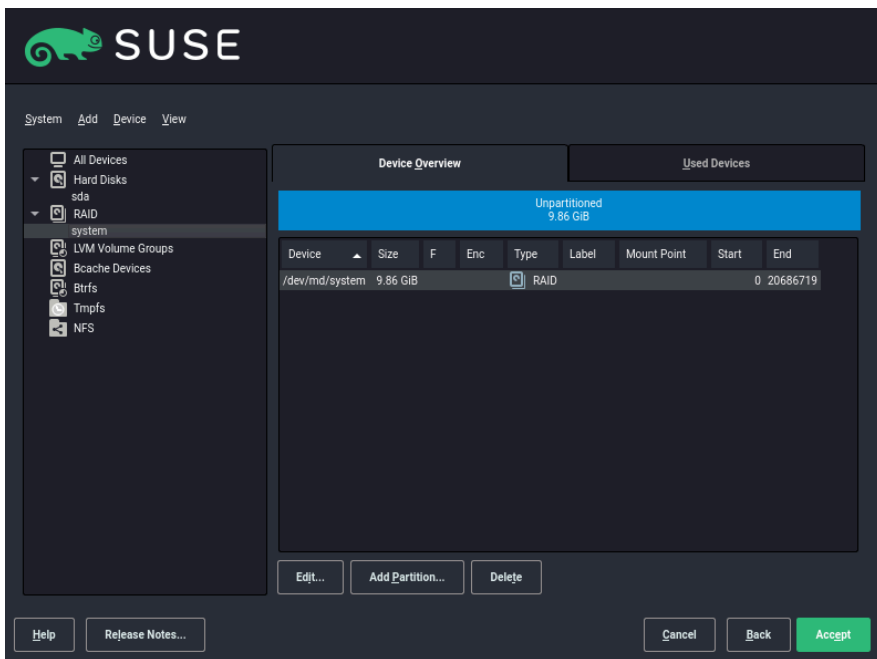 SUSE
System Add Device View
All Devices
Hard Disks
sda
RAID
system
LVM Volume Groups
Bcache Devices
Btrfs
Tmpfs
NFS
Device Overview Used Devices
Unpartitioned
9.86 GiB
Device Size F Enc Type Label Mount Point Start End
/dev/md/system 9.86 GiB RAID 0 20686719
Edit... Add Partition... Delete
Help Release Notes... Cancel Back Accept